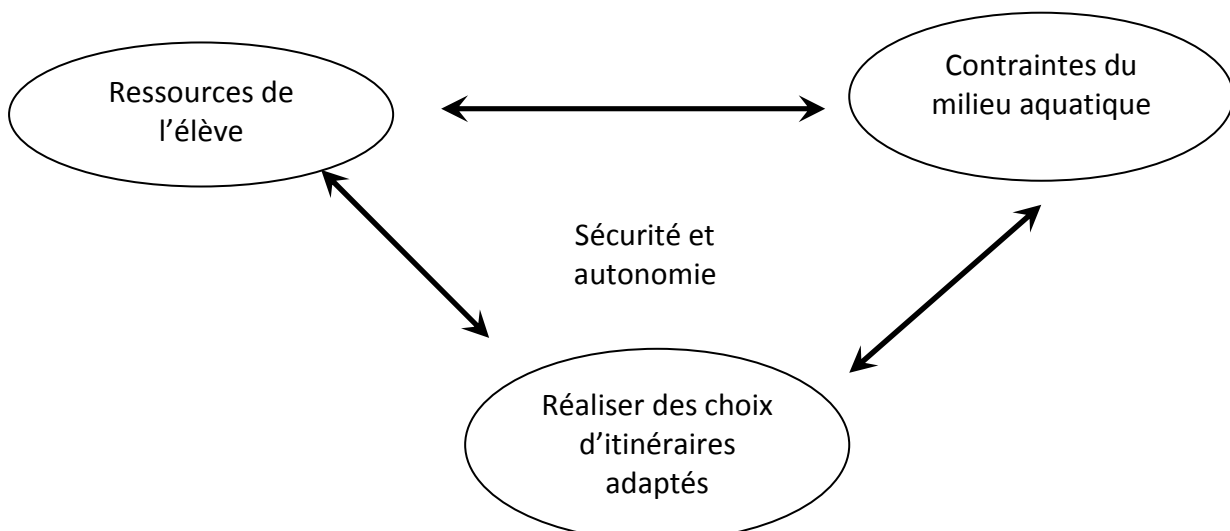 Ressources de
l’élève
Contraintes du
milieu aquatique
Sécurité et
autonomie
Réaliser des choix
d’itinéraires
adaptés